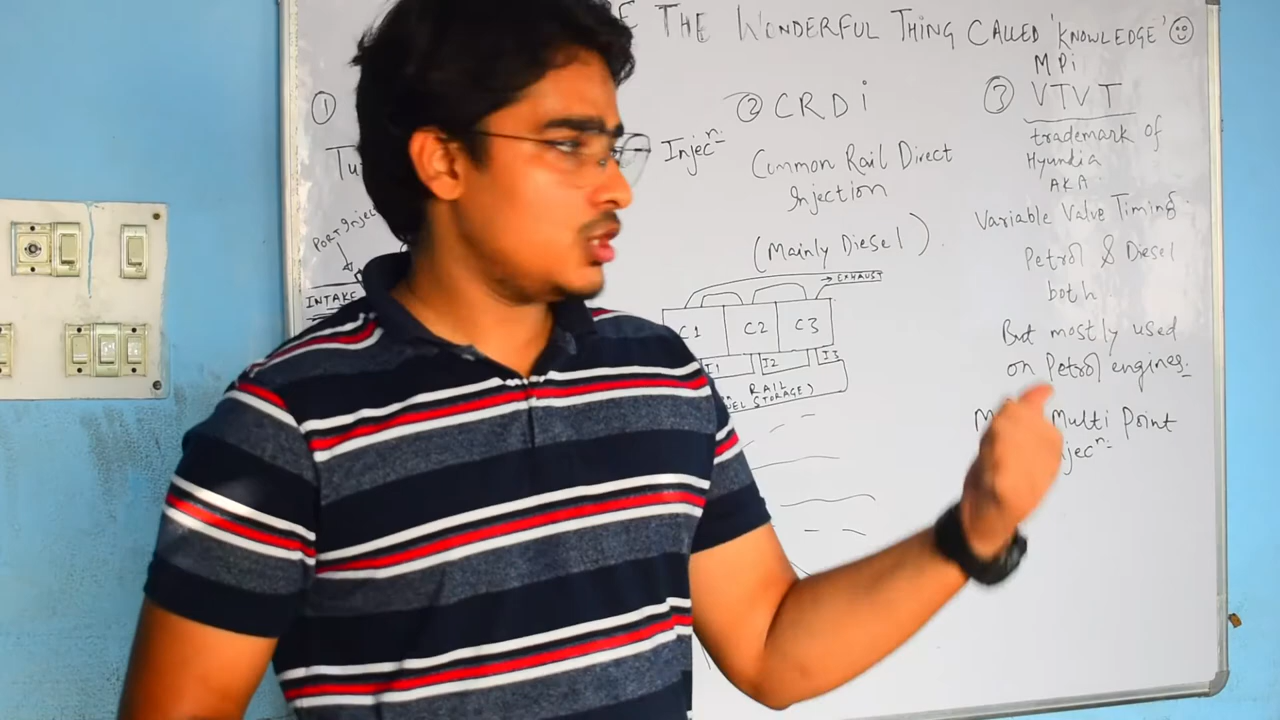 THE WONDERFUL THING CALLED 'KNOWLEDGE'
①
Injecⁿ⁻
PORT Injec
INTAKE
② CRDi
Common Rail Direct
Injection
(Mainly Diesel)
→ EXHAUST
C1 C2 C3
I1 I2 I3
RAIL
STORAGE)
MPi
③ VTVT
trademark of
Hyundia
AKA
Variable Valve Timing
Petrol & Diesel
both
But mostly used
on Petrol engines.
Multi Point